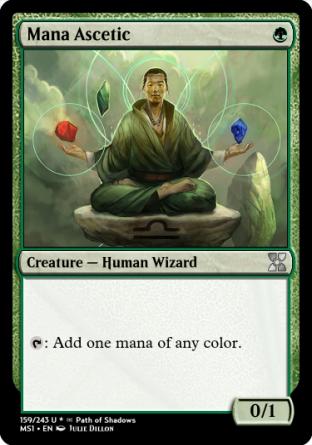 Mana Ascetic
Creature — Human Wizard
: Add one mana of any color.
0/1
159/243 U * Path of Shadows
MS1 • EN Julie Dillon